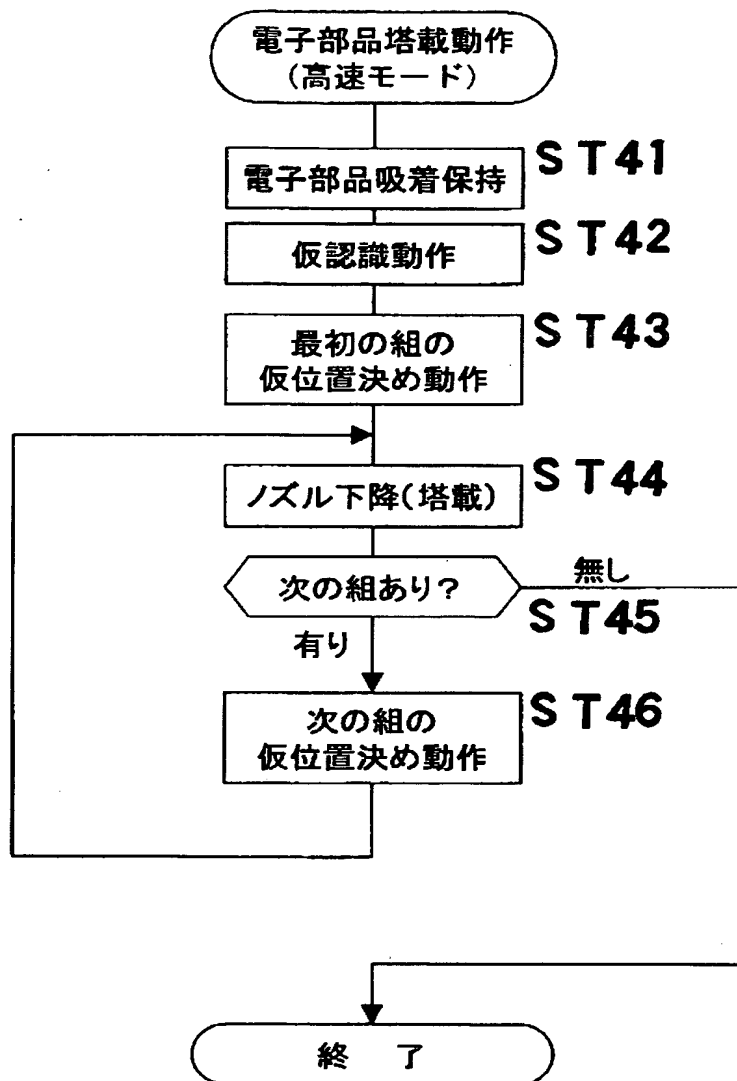 電子部品塔載動作
(高速モード)
電子部品吸着保持
ST41
仮認識動作
ST42
最初の組の
仮位置決め動作
ST43
ノズル下降(塔載)
ST44
次の組あり?
無し
ST45
有り
次の組の
仮位置決め動作
ST46
終 了